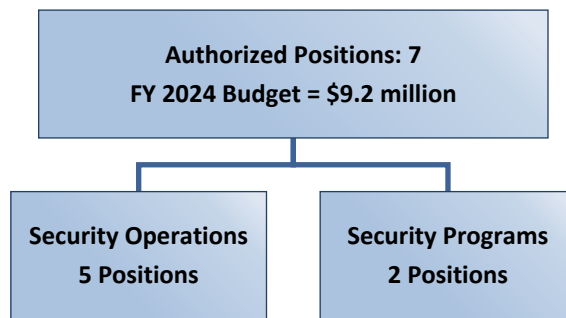 Authorized Positions: 7
FY 2024 Budget = $9.2 million
Security Operations
5 Positions
Security Programs
2 Positions